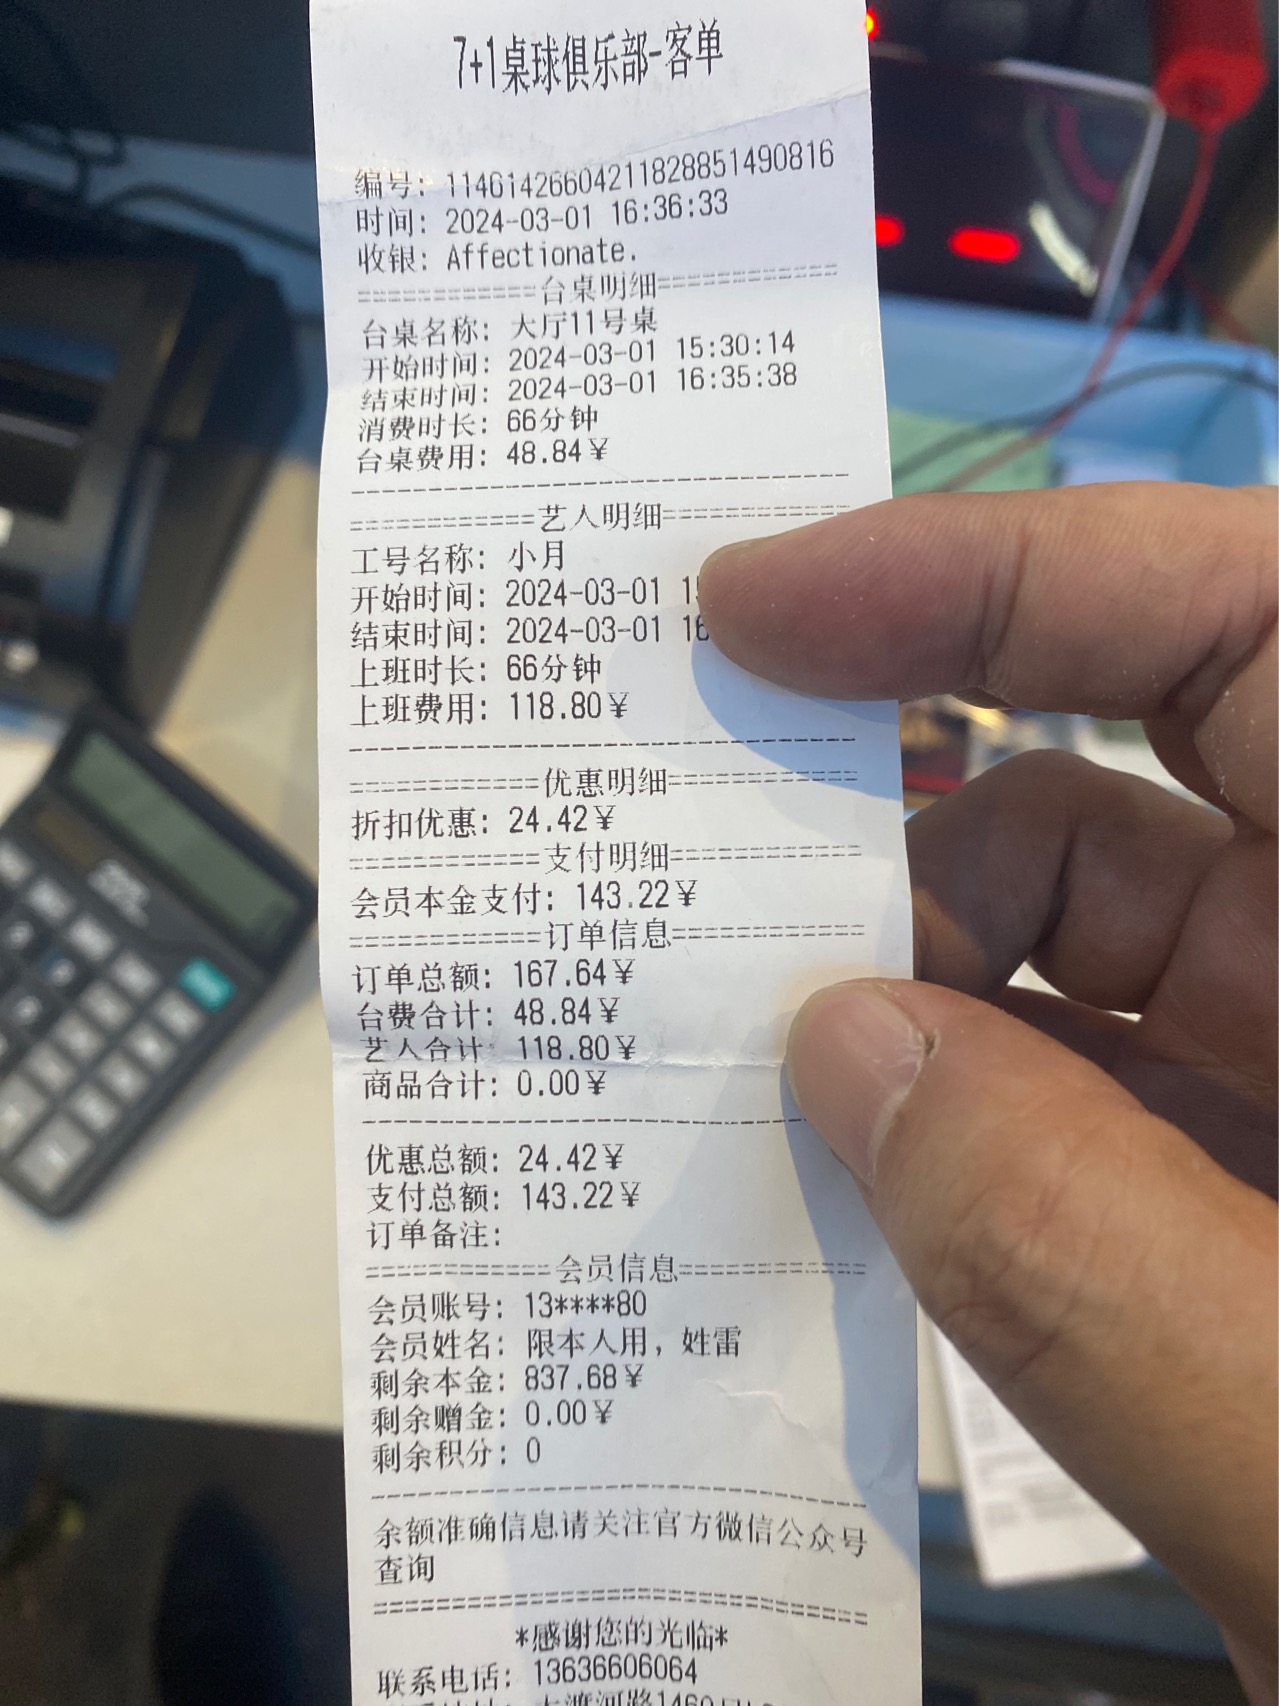 7+1桌球俱乐部-客单
编号: 11461426604211828851490816
时间: 2024-03-01 16:36:33
收银: Affectionate.
============台桌明细============
台桌名称: 大厅11号桌
开始时间: 2024-03-01 15:30:14
结束时间: 2024-03-01 16:35:38
消费时长: 66分钟
台桌费用: 48.84¥
============艺人明细============
工号名称: 小月
开始时间: 2024-03-01
结束时间: 2024-03-01 16
上班时长: 66分钟
上班费用: 118.80¥
============优惠明细============
折扣优惠: 24.42¥
============支付明细============
会员本金支付: 143.22¥
============订单信息============
订单总额: 167.64¥
台费合计: 48.84¥
艺人合计: 118.80¥
商品合计: 0.00¥
优惠总额: 24.42¥
支付总额: 143.22¥
订单备注:
============会员信息============
会员账号: 13****80
会员姓名: 限本人用, 姓雷
剩余本金: 837.68¥
剩余赠金: 0.00¥
剩余积分: 0
余额准确信息请关注官方微信公众号
查询
*感谢您的光临*
联系电话: 13636606064